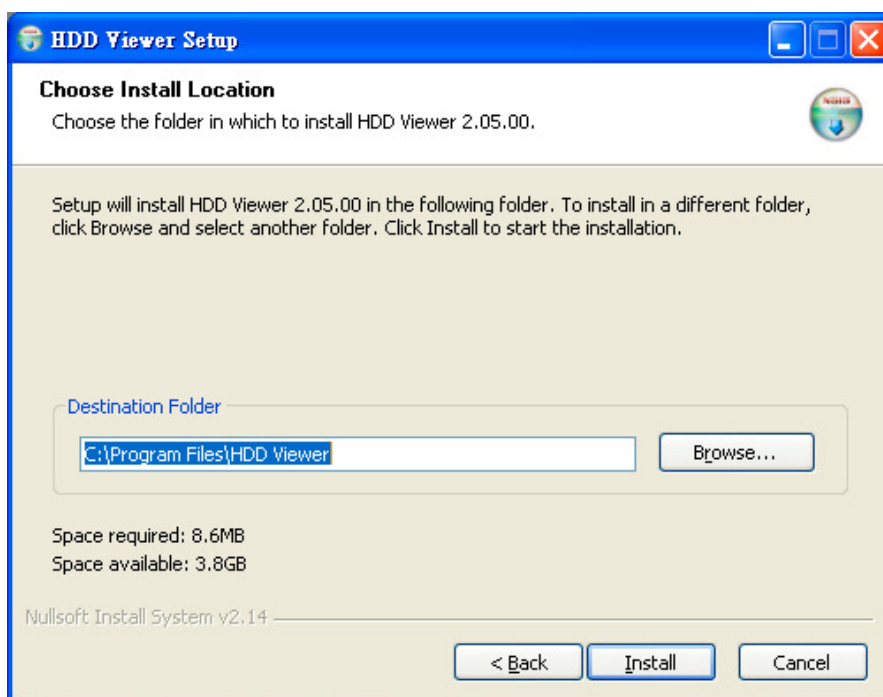 HDD Viewer Setup
Choose Install Location
Choose the folder in which to install HDD Viewer 2.05.00.
Setup will install HDD Viewer 2.05.00 in the following folder. To install in a different folder,
click Browse and select another folder. Click Install to start the installation.
Destination Folder
C:\Program Files\HDD Viewer
Browse...
Space required: 8.6MB
Space available: 3.8GB
Nullsoft Install System v2.14
< Back
Install
Cancel